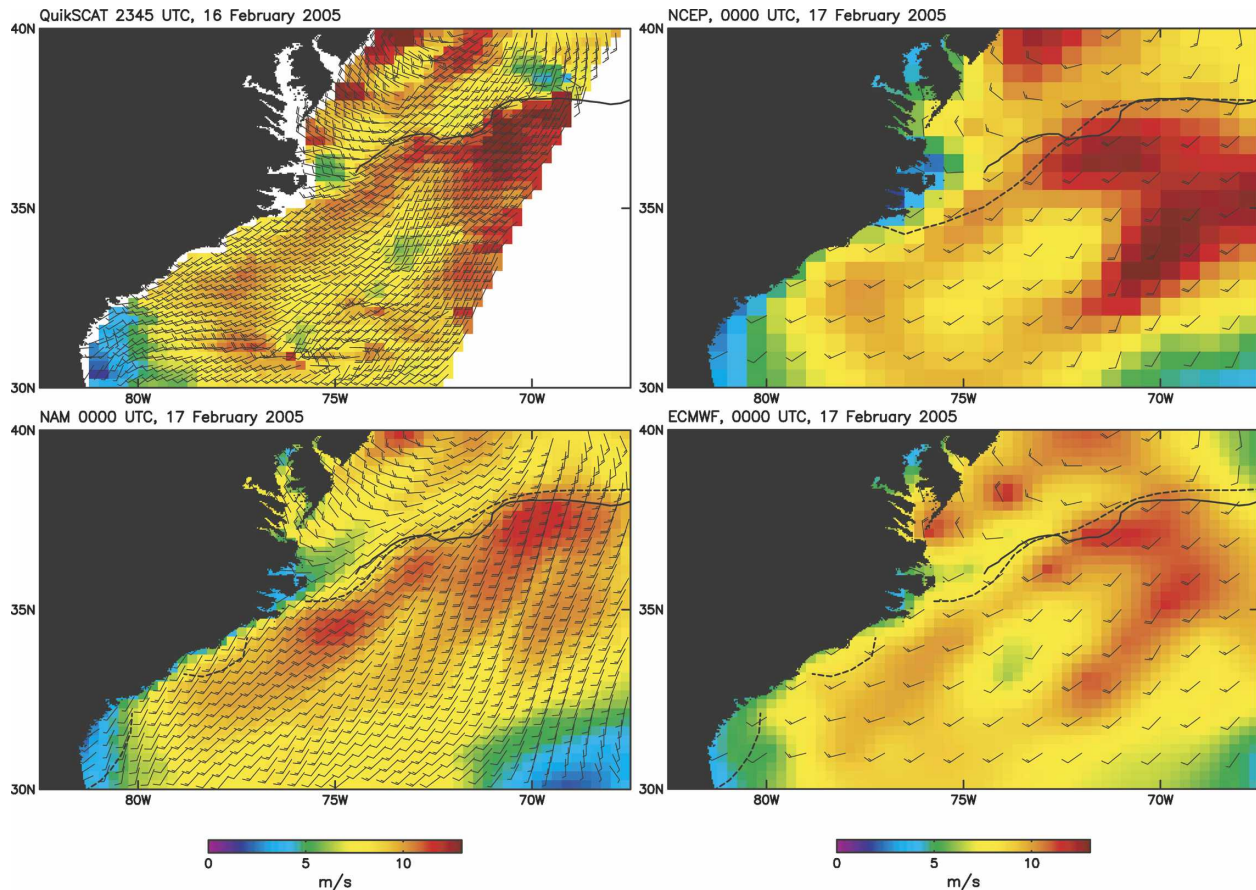 QuikSCAT 2345 UTC, 16 February 2005
40N
35N
30N
80W
75W
70W
NCEP, 0000 UTC, 17 February 2005
40N
35N
30N
80W
75W
70W
NAM 0000 UTC, 17 February 2005
40N
35N
30N
80W
75W
70W
ECMWF, 0000 UTC, 17 February 2005
40N
35N
30N
80W
75W
70W
0 5 10
m/s
0 5 10
m/s